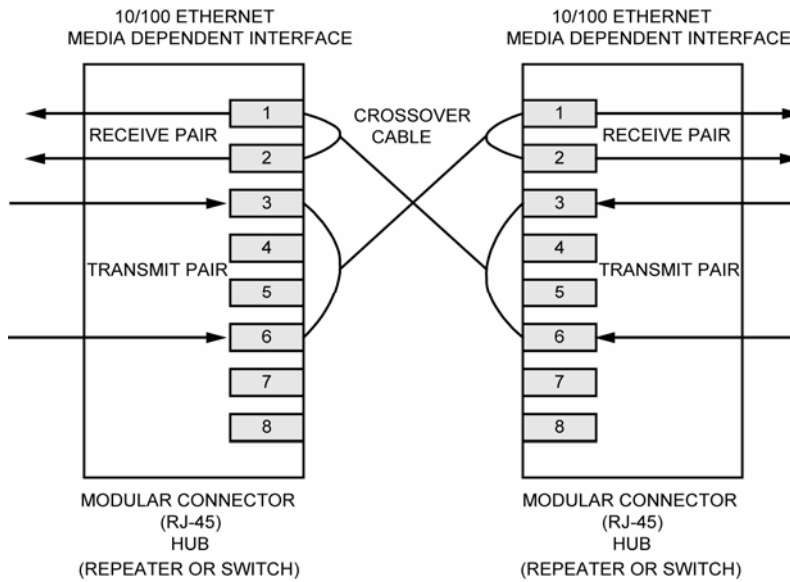 10/100 ETHERNET
MEDIA DEPENDENT INTERFACE
10/100 ETHERNET
MEDIA DEPENDENT INTERFACE
CROSSOVER
CABLE
RECEIVE PAIR
TRANSMIT PAIR
1
2
3
4
5
6
7
8
1
2
3
4
5
6
7
8
RECEIVE PAIR
TRANSMIT PAIR
MODULAR CONNECTOR
(RJ-45)
HUB
(REPEATER OR SWITCH)
MODULAR CONNECTOR
(RJ-45)
HUB
(REPEATER OR SWITCH)